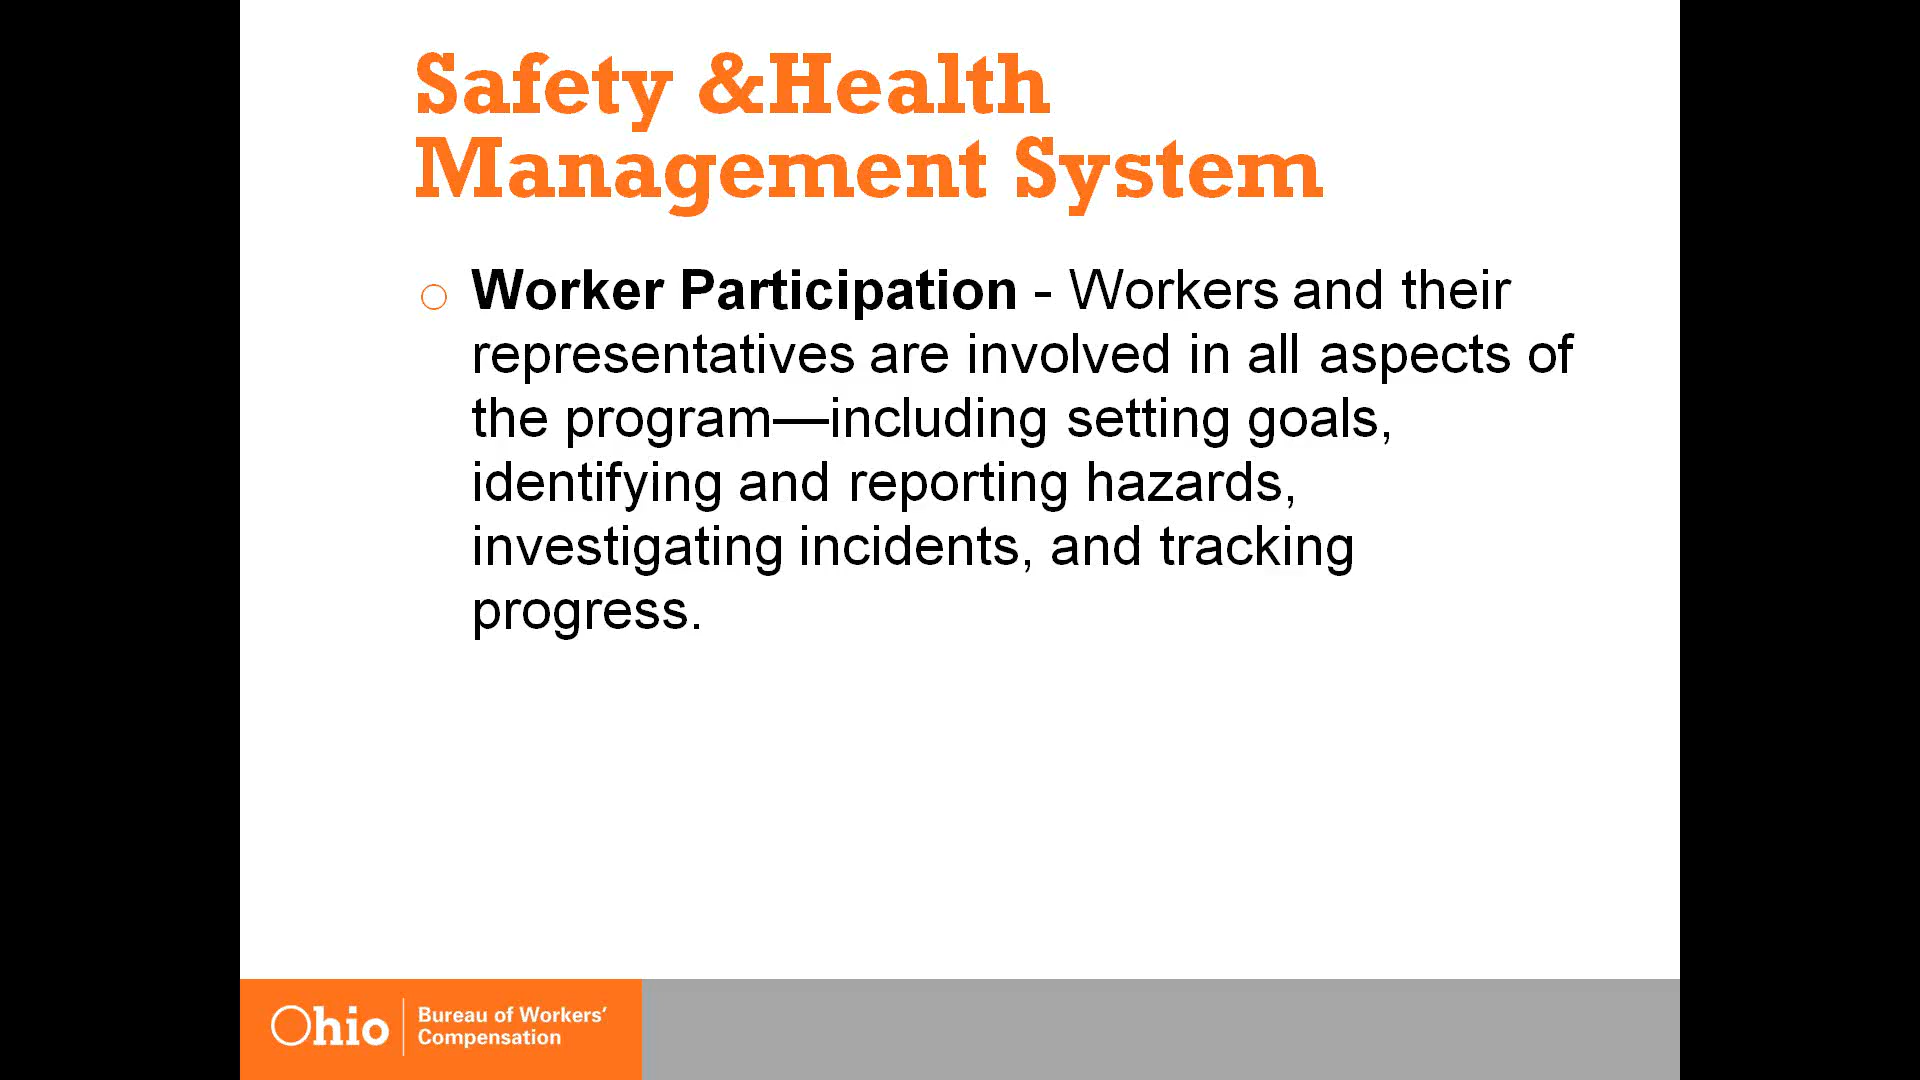 Safety &Health
Management System
Worker Participation - Workers and their
representatives are involved in all aspects of
the program—including setting goals,
identifying and reporting hazards,
investigating incidents, and tracking
progress.
Ohio
Bureau of Workers’
Compensation